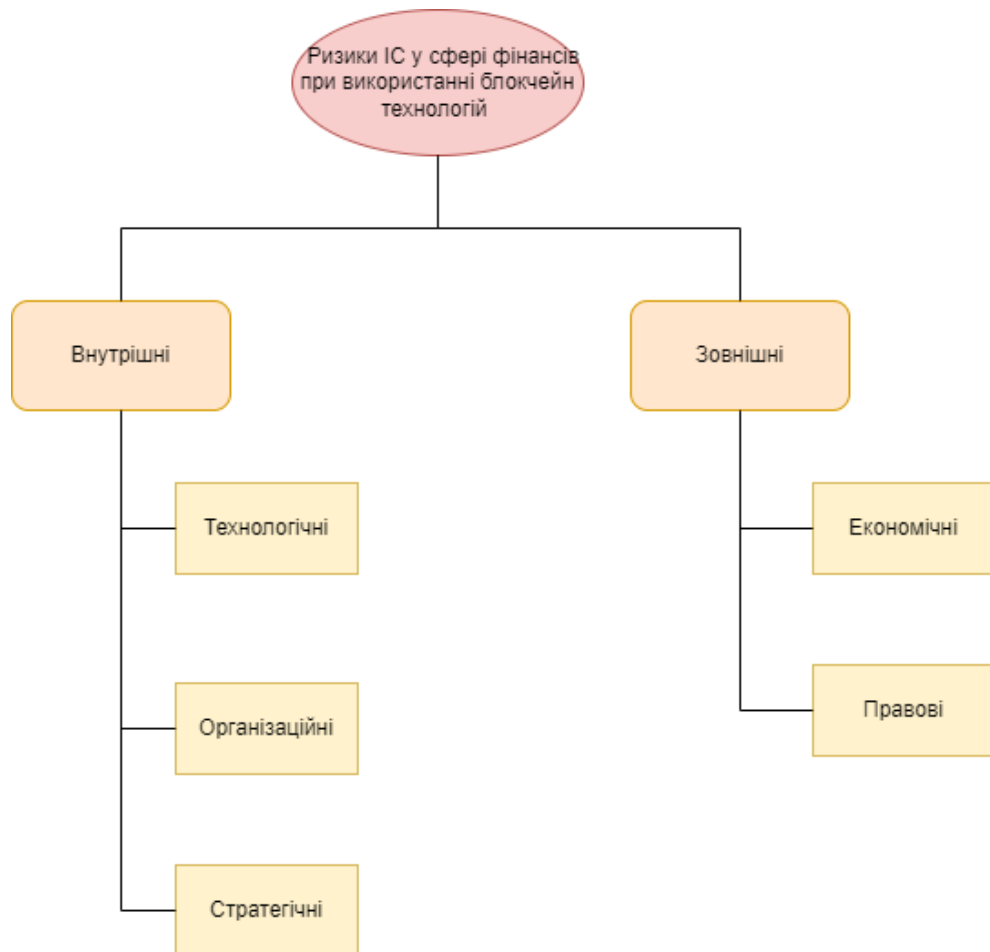 Ризики ІС у сфері фінансів
при використанні блокчейн
технологій
Внутрішні
Зовнішні
Технологічні
Економічні
Організаційні
Правові
Стратегічні